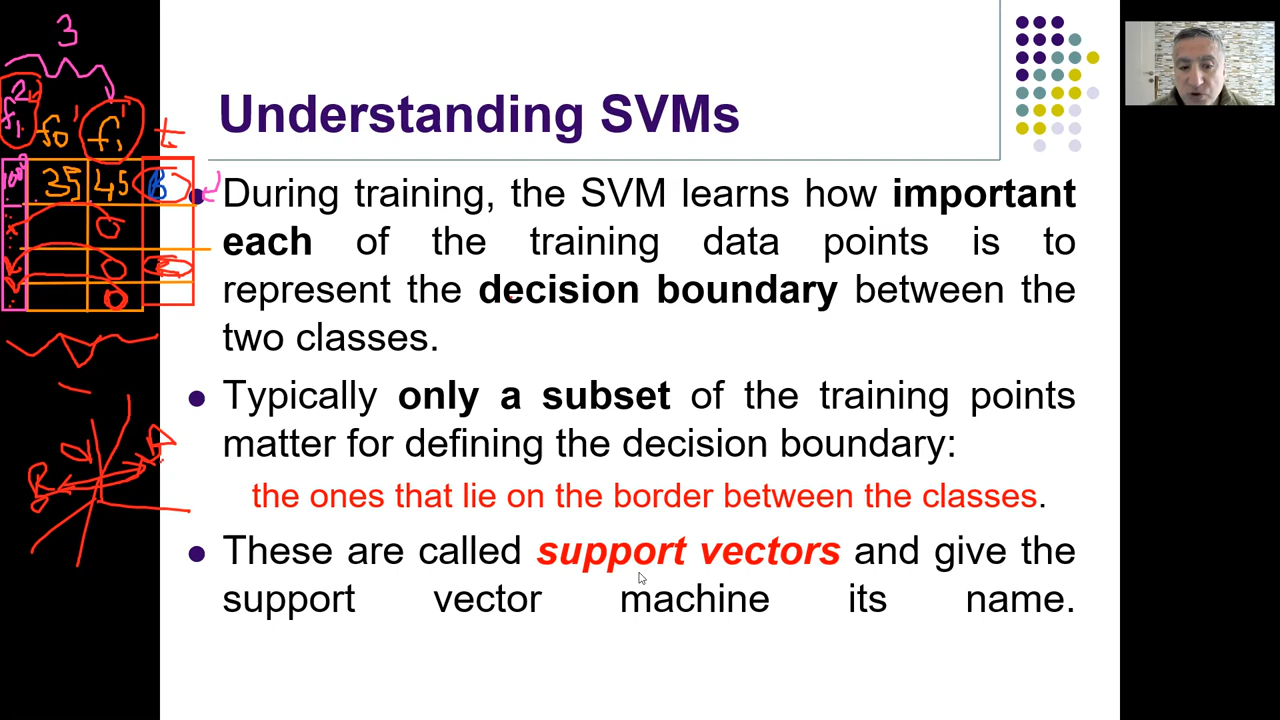 3
f₁²
f₀'
f₁'
t
35
45
B
R
B
Understanding SVMs
During training, the SVM learns how important
each of the training data points is to
represent the decision boundary between the
two classes.
Typically only a subset of the training points
matter for defining the decision boundary:
the ones that lie on the border between the classes.
These are called support vectors and give the
support vector machine its name.